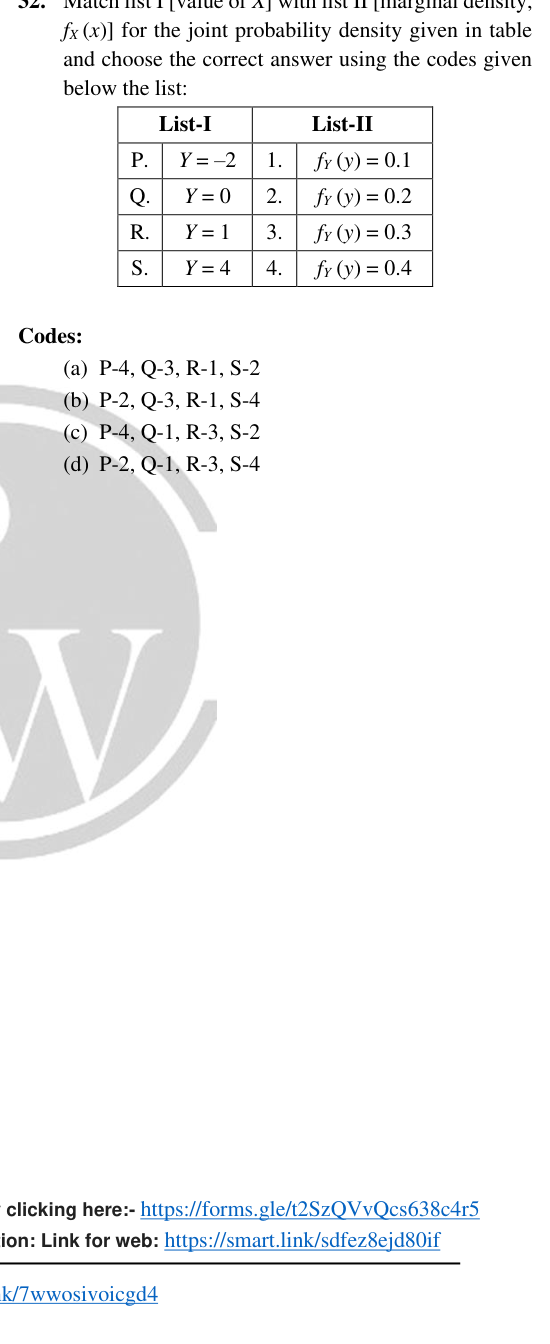 32. Match list I [value of X] with list II [marginal density,
fX (x)] for the joint probability density given in table
and choose the correct answer using the codes given
below the list:
List-I List-II
P. Y = –2 1. fY (y) = 0.1
Q. Y = 0 2. fY (y) = 0.2
R. Y = 1 3. fY (y) = 0.3
S. Y = 4 4. fY (y) = 0.4
Codes:
(a) P-4, Q-3, R-1, S-2
(b) P-2, Q-3, R-1, S-4
(c) P-4, Q-1, R-3, S-2
(d) P-2, Q-1, R-3, S-4
W
clicking here:- https://forms.gle/t2SzQVvQcs638c4r5
tion: Link for web: https://smart.link/sdfez8ejd80if
k/7wwosivoicgd4